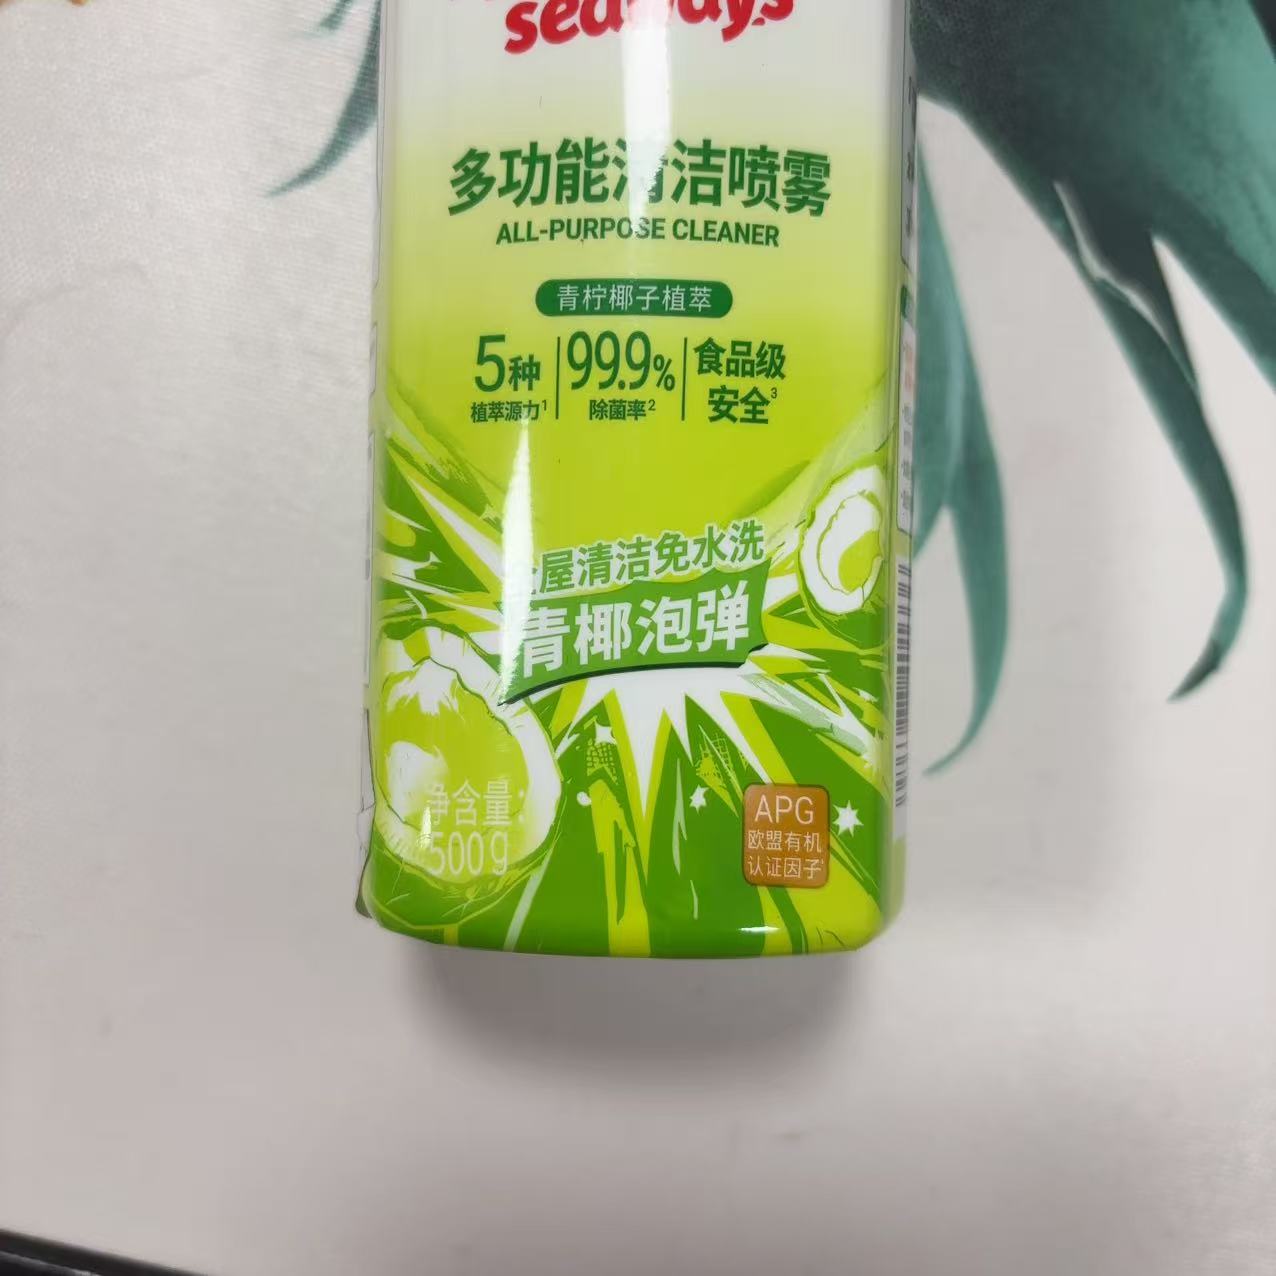 seaways
多功能清洁喷雾
ALL-PURPOSE CLEANER
青柠椰子植萃
5种
植萃源力1
99.9%
除菌率2
食品级
安全3
屋清洁免水洗
青椰泡弹
净含量:
500g
APG
欧盟有机
认证因子